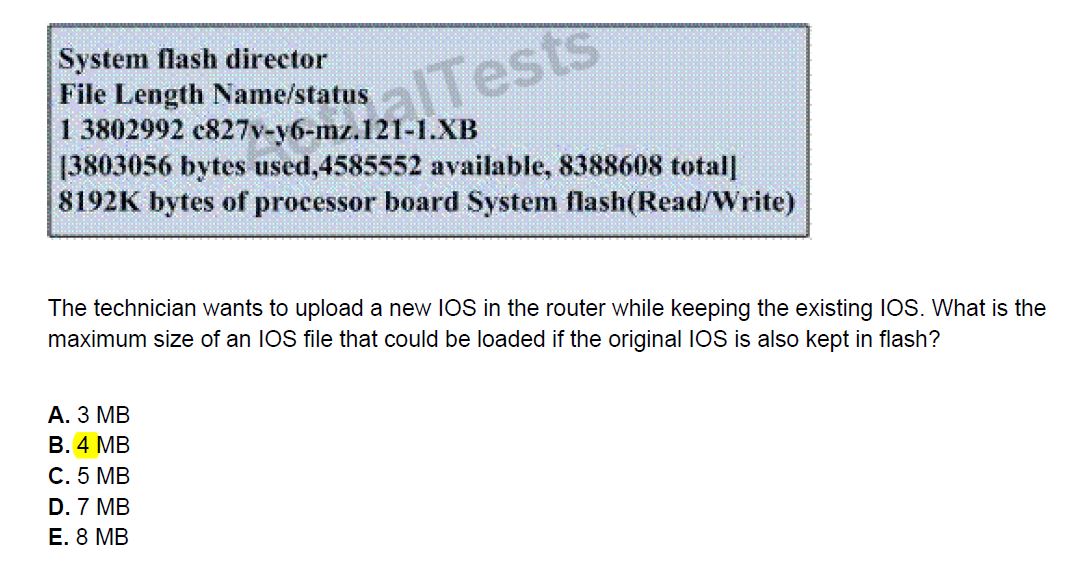 System flash director
File Length Name/status
1 3802992 c827v-y6-mz.121-1.XB
[3803056 bytes used,4585552 available, 8388608 total]
8192K bytes of processor board System flash(Read/Write)
ActualTests
The technician wants to upload a new IOS in the router while keeping the existing IOS. What is the
maximum size of an IOS file that could be loaded if the original IOS is also kept in flash?
A. 3 MB
B. 4 MB
C. 5 MB
D. 7 MB
E. 8 MB